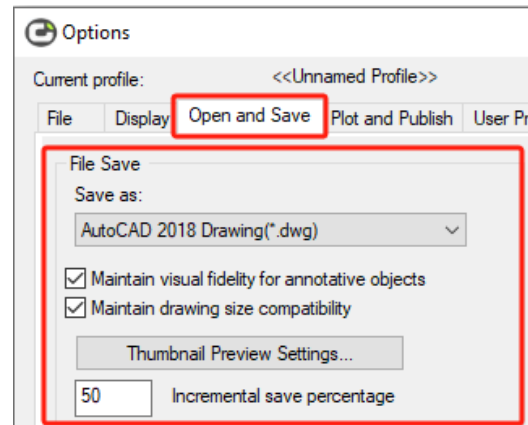 Options
Current profile: <<Unnamed Profile>>
File Display Open and Save Plot and Publish User Pr
File Save
Save as:
AutoCAD 2018 Drawing(*.dwg)
Maintain visual fidelity for annotative objects
Maintain drawing size compatibility
Thumbnail Preview Settings...
50 Incremental save percentage